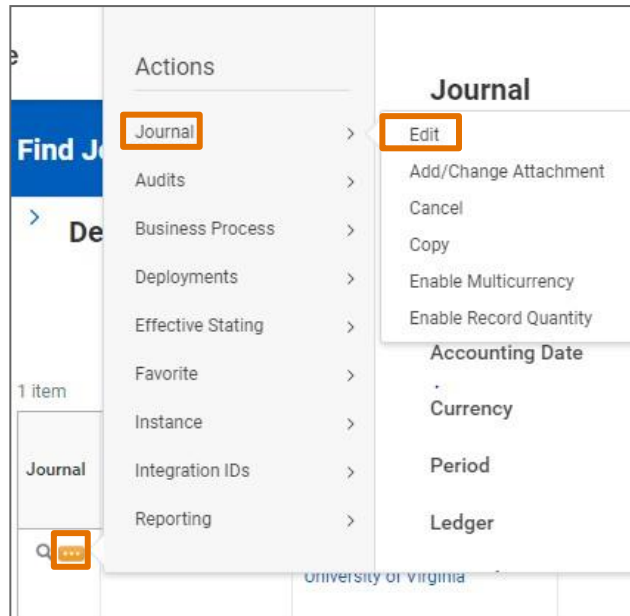 Actions
Journal
Journal
Edit
Find J
Audits
Add/Change Attachment
De
Business Process
Cancel
Copy
Deployments
Enable Multicurrency
Effective Stating
Enable Record Quantity
Accounting Date
1 item
Favorite
Currency
Instance
Journal
Integration IDs
Period
Reporting
Ledger
University of Virginia